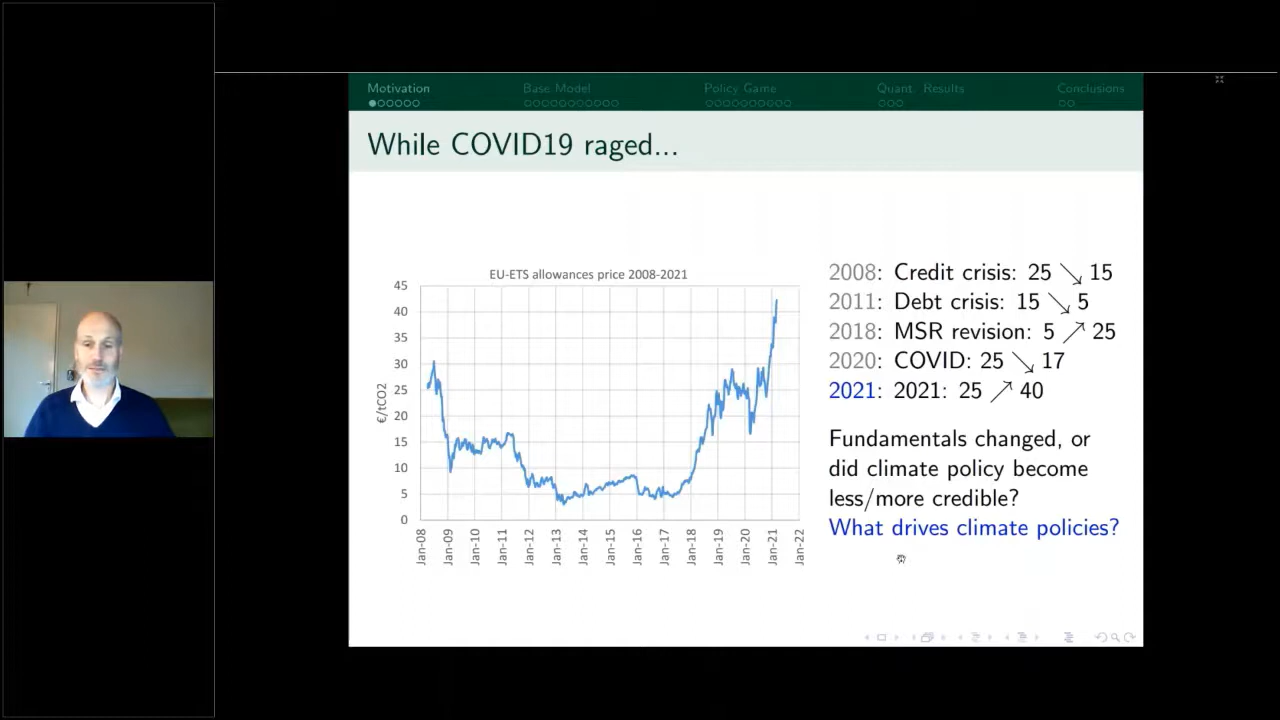 Motivation
Base Model
Policy Game
Quant. Results
Conclusions
While COVID19 raged...
EU-ETS allowances price 2008-2021
€/tCO2
45
40
35
30
25
20
15
10
5
0
Jan-08
Jan-09
Jan-10
Jan-11
Jan-12
Jan-13
Jan-14
Jan-15
Jan-16
Jan-17
Jan-18
Jan-19
Jan-20
Jan-21
Jan-22
2008: Credit crisis: 25 ↘ 15
2011: Debt crisis: 15 ↘ 5
2018: MSR revision: 5 ↗ 25
2020: COVID: 25 ↘ 17
2021: 2021: 25 ↗ 40
Fundamentals changed, or
did climate policy become
less/more credible?
What drives climate policies?